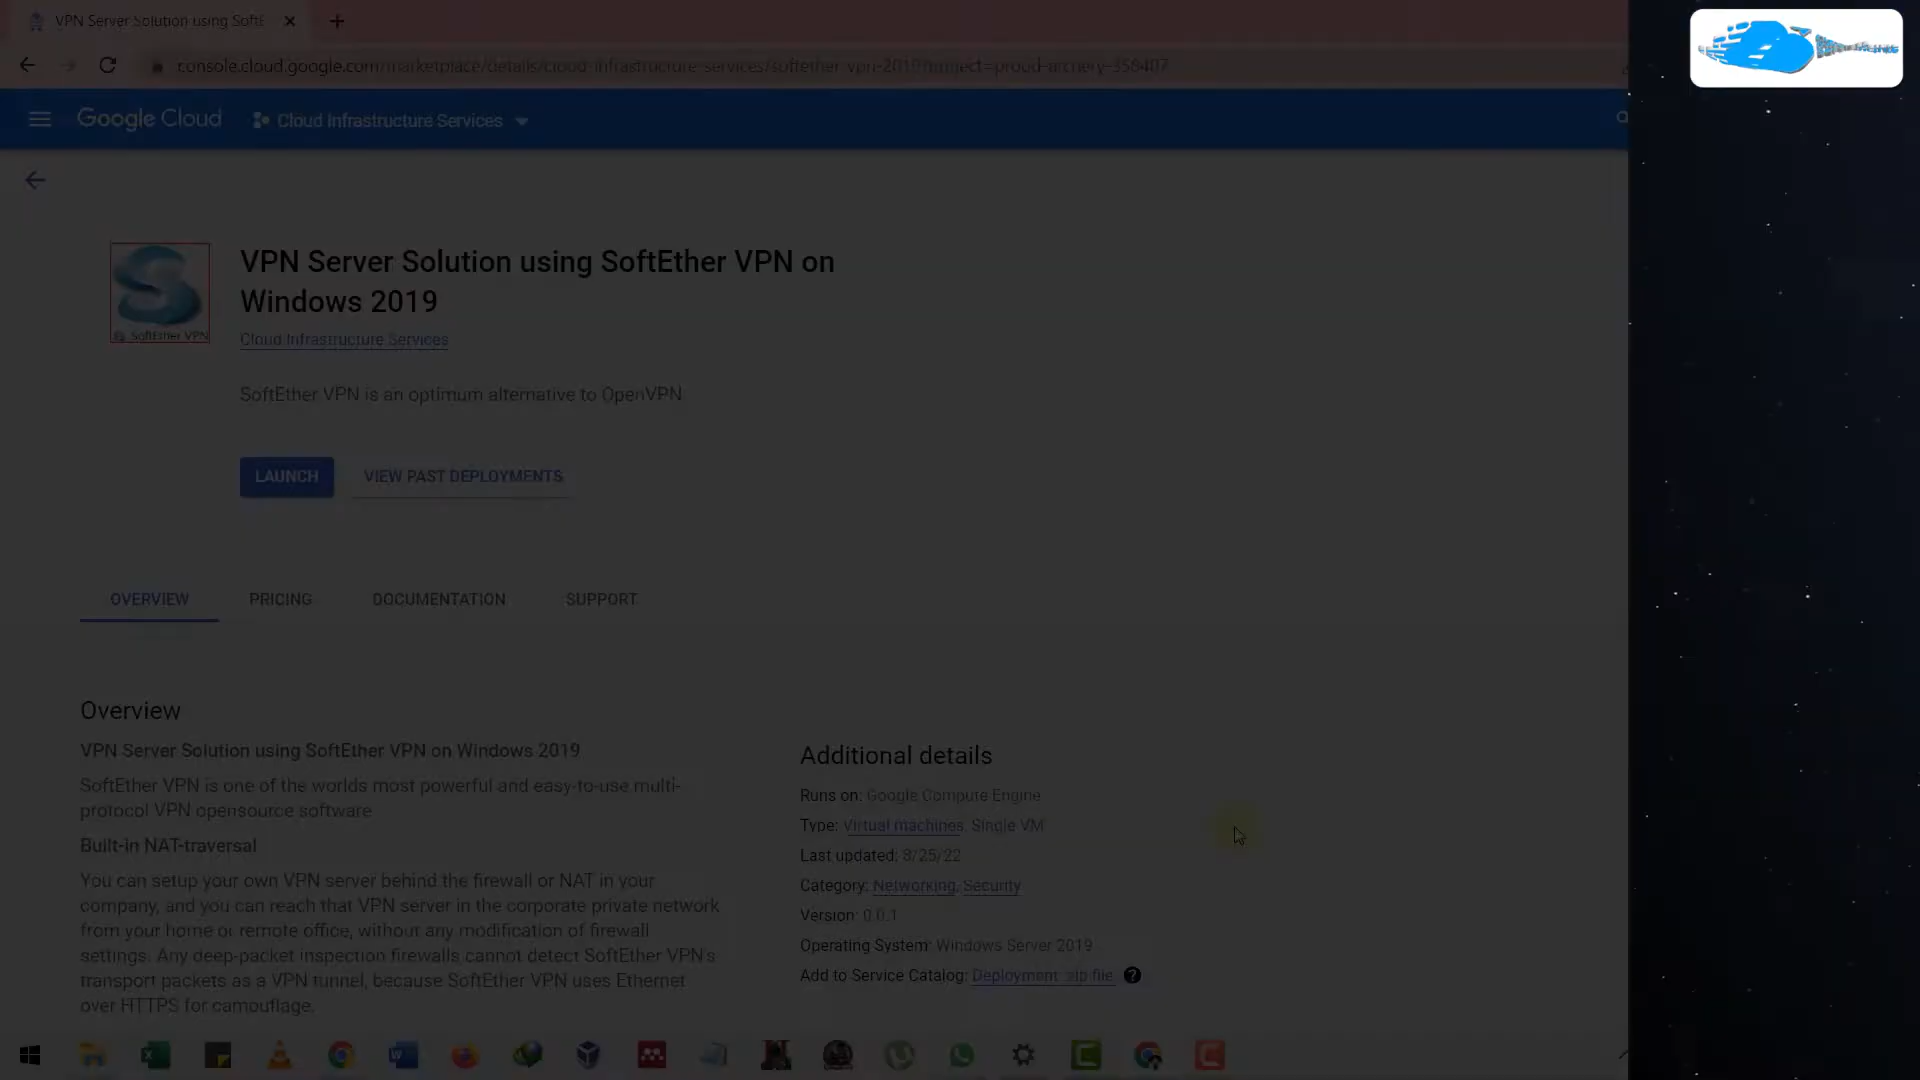 VPN Server Solution using SoftE
console.cloud.google.com/marketplace/details/cloud-infrastructure-services/softether-vpn-2019?project=proud-archery-358407
Google Cloud
Cloud Infrastructure Services
S
SoftEther VPN
VPN Server Solution using SoftEther VPN on
Windows 2019
Cloud Infrastructure Services
SoftEther VPN is an optimum alternative to OpenVPN
LAUNCH
VIEW PAST DEPLOYMENTS
OVERVIEW
PRICING
DOCUMENTATION
SUPPORT
Overview
VPN Server Solution using SoftEther VPN on Windows 2019
SoftEther VPN is one of the worlds most powerful and easy-to-use multi-
protocol VPN opensource software
Built-in NAT-traversal
You can setup your own VPN server behind the firewall or NAT in your
company, and you can reach that VPN server in the corporate private network
from your home or remote office, without any modification of firewall
settings. Any deep-packet inspection firewalls cannot detect SoftEther VPN's
transport packets as a VPN tunnel, because SoftEther VPN uses Ethernet
over HTTPS for camouflage.
Additional details
Runs on: Google Compute Engine
Type: Virtual machines, Single VM
Last updated: 8/25/22
Category: Networking, Security
Version: 0.0.1
Operating System: Windows Server 2019
Add to Service Catalog: Deployment .zip file